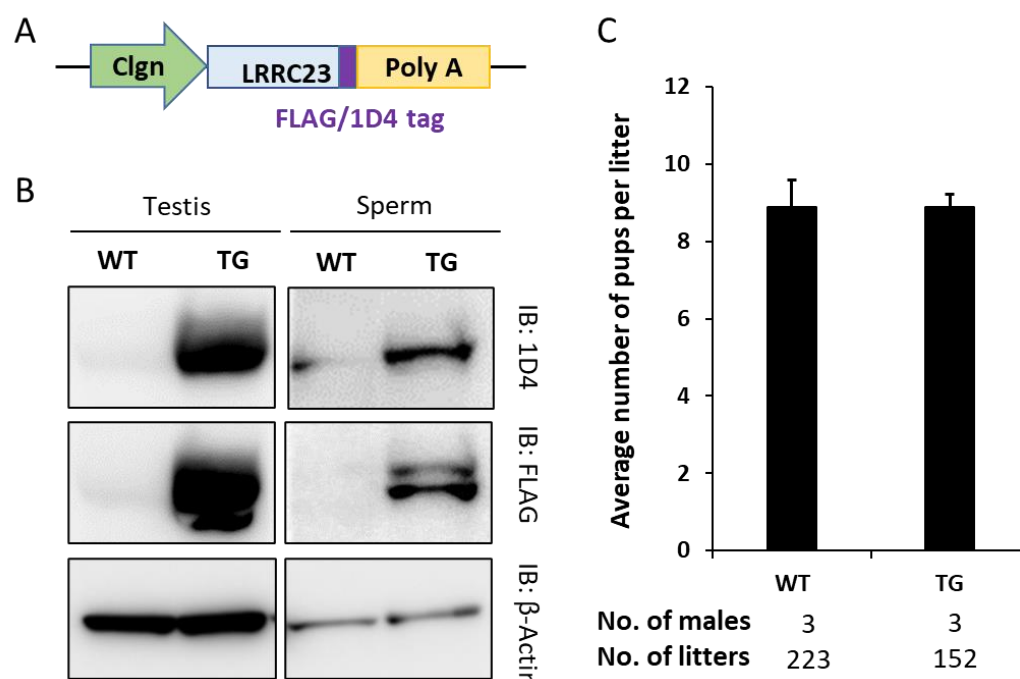 A
Clgn
LRRC23
Poly A
FLAG/1D4 tag
B
Testis
Sperm
WT
TG
WT
TG
IB: 1D4
IB: FLAG
IB: β-Actin
C
Average number of pups per litter
12
10
8
6
4
2
0
WT
TG
No. of males 3 3
No. of litters 223 152